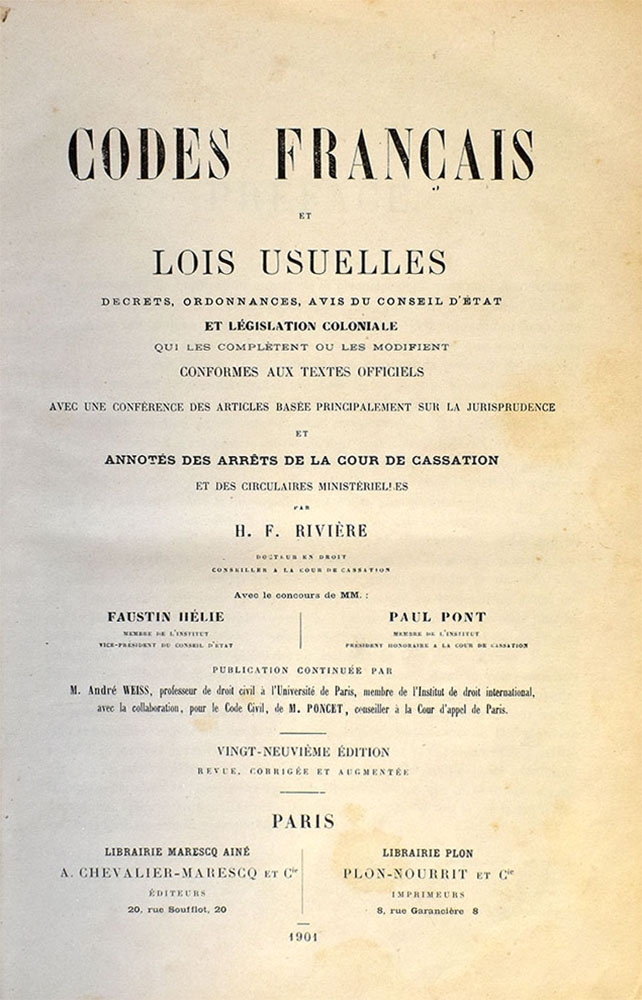 CODES FRANÇAIS
ET
LOIS USUELLES
DECRETS, ORDONNANCES, AVIS DU CONSEIL D'ÉTAT
ET LÉGISLATION COLONIALE
QUI LES COMPLÈTENT OU LES MODIFIENT
CONFORMES AUX TEXTES OFFICIELS
AVEC UNE CONFÉRENCE DES ARTICLES BASÉE PRINCIPALEMENT SUR LA JURISPRUDENCE
ET
ANNOTÉS DES ARRÊTS DE LA COUR DE CASSATION
ET DES CIRCULAIRES MINISTÉRIELLES
PAR
H. F. RIVIÈRE
DOCTEUR EN DROIT
CONSEILLER A LA COUR DE CASSATION
Avec le concours de MM. :
FAUSTIN HÉLIE
MEMBRE DE L'INSTITUT
VICE-PRÉSIDENT DU CONSEIL D'ÉTAT
PAUL PONT
MEMBRE DE L'INSTITUT
PRÉSIDENT HONORAIRE A LA COUR DE CASSATION
PUBLICATION CONTINUÉE PAR
M. André WEISS, professeur de droit civil à l'Université de Paris, membre de l'Institut de droit international,
avec la collaboration, pour le Code Civil, de M. PONCET, conseiller à la Cour d'appel de Paris.
VINGT-NEUVIÈME ÉDITION
REVUE, CORRIGÉE ET AUGMENTÉE
PARIS
LIBRAIRIE MARESCQ AINÉ
A. CHEVALIER-MARESCQ ET Cie
ÉDITEURS
20, rue Soufflot, 20
LIBRAIRIE PLON
PLON-NOURRIT ET Cie
IMPRIMEURS
8, rue Garancière 8
1901